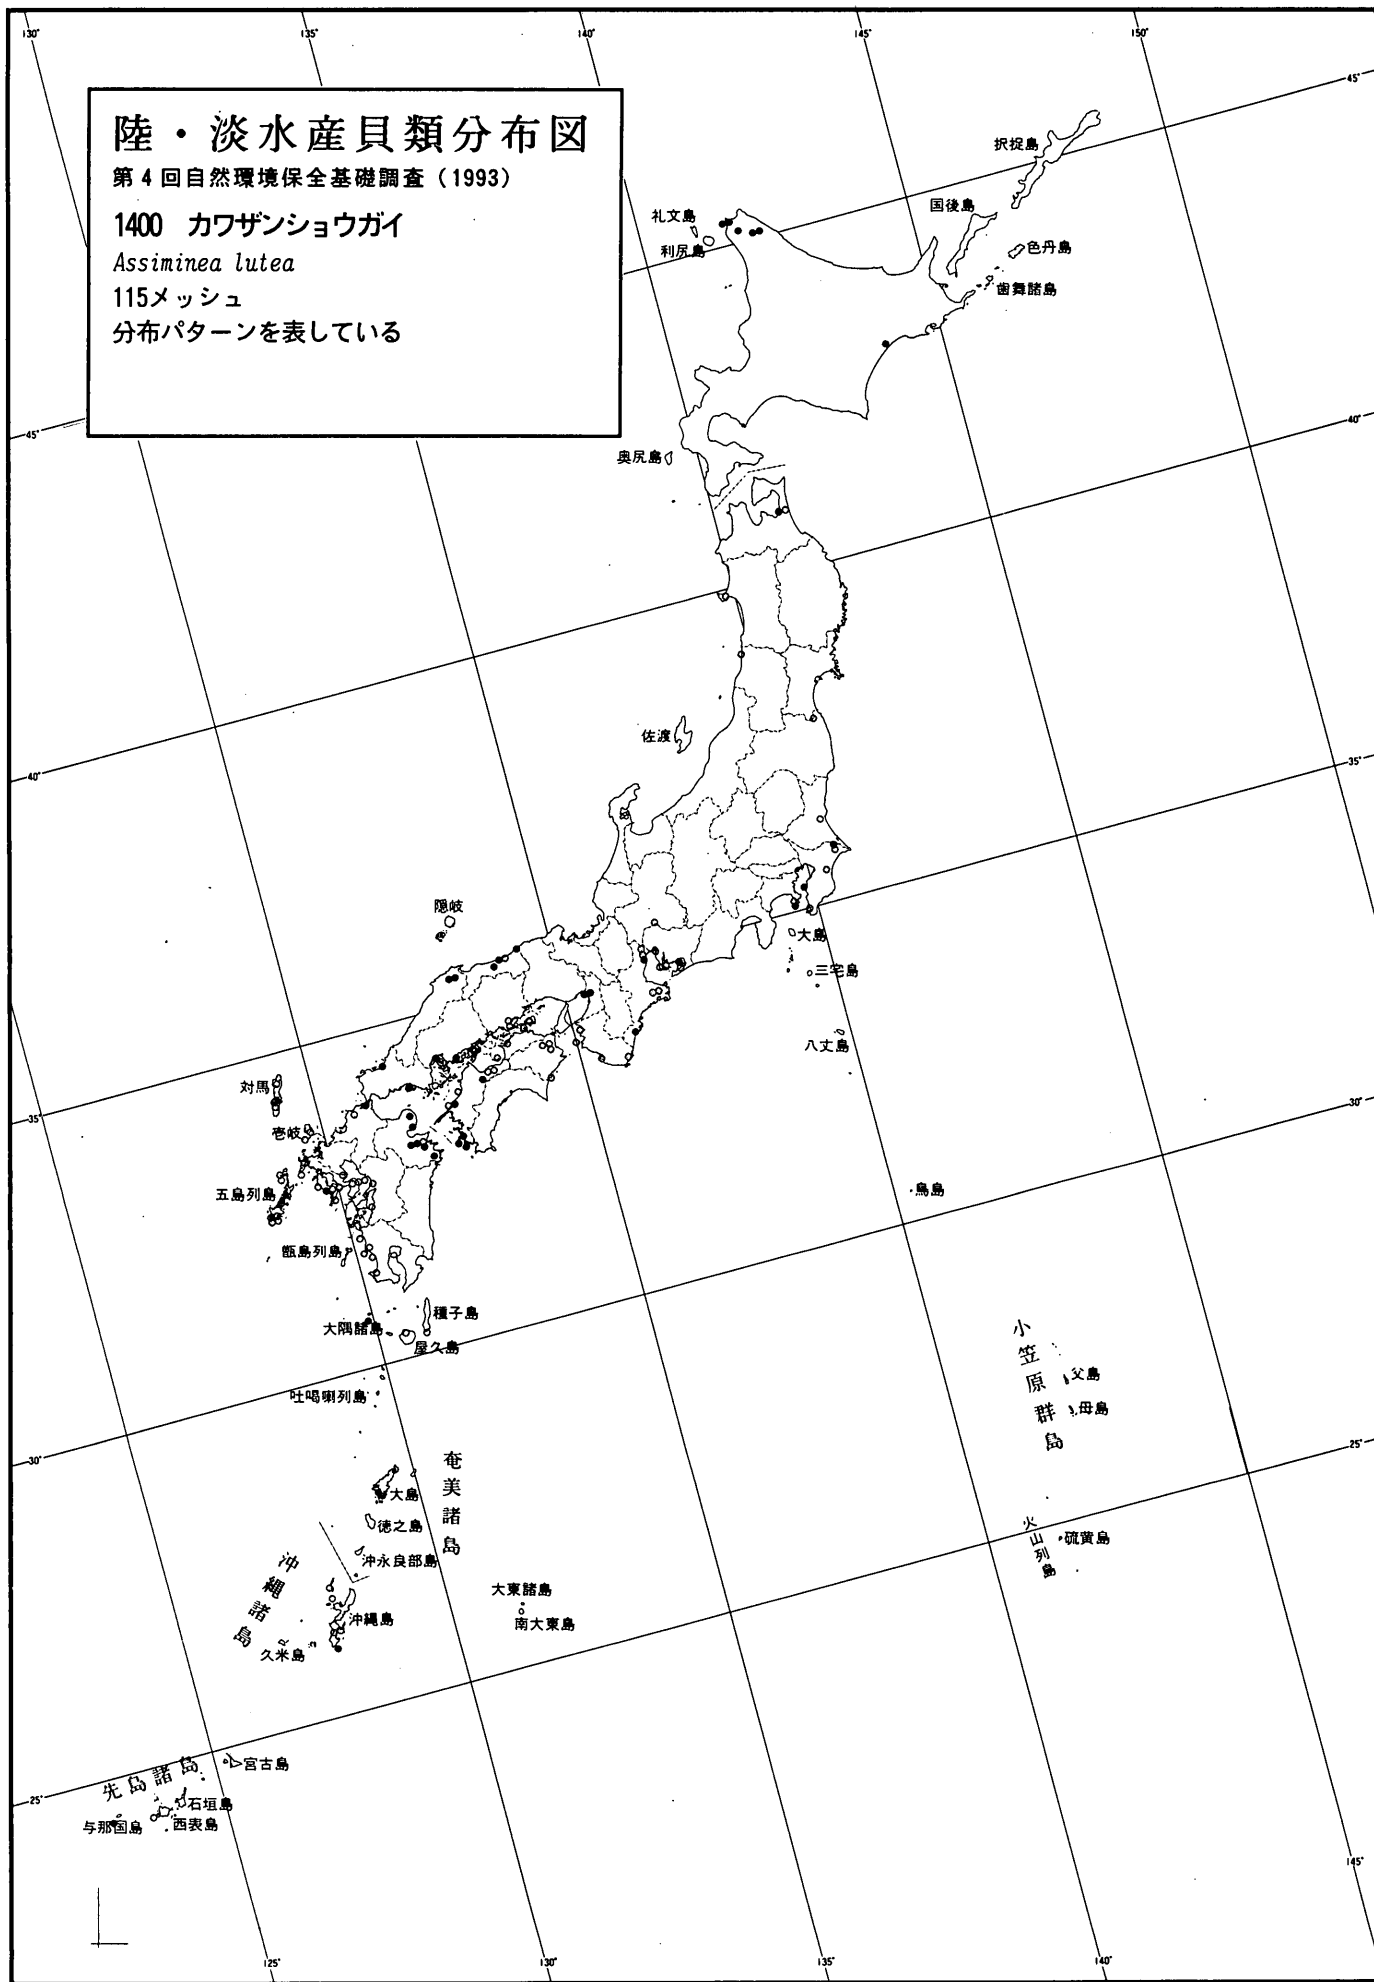 130°
135°
140°
145°
150°
陸・淡水産貝類分布図
第4回自然環境保全基礎調査（1993）
1400 カワザンショウガイ
Assiminea lutea
115メッシュ
分布パターンを表している
45°
択捉島
国後島
色丹島
歯舞諸島
礼文島
利尻島
45°
40°
奥尻島
佐渡
40°
35°
隠岐
大島
三宅島
八丈島
対馬
35°
壱岐
30°
五島列島
鳥島
甑島列島
種子島
大隅諸島
屋久島
吐噶喇列島
小笠原群島
父島
母島
30°
25°
奄美諸島
大島
徳之島
沖永良部島
火山列島
硫黄島
沖縄諸島
沖縄島
久米島
大東諸島
南大東島
先島諸島
宮古島
25°
石垣島
西表島
与那国島
145°
125°
130°
135°
140°